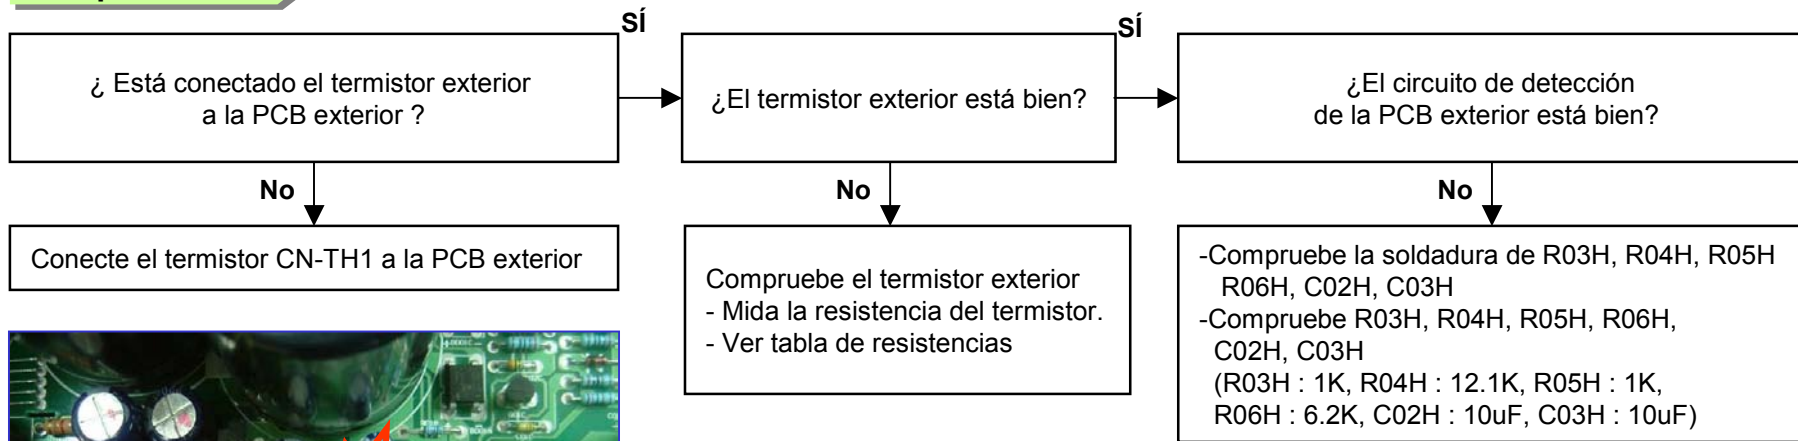 SÍ
SÍ
¿ Está conectado el termistor exterior
a la PCB exterior ?
¿El termistor exterior está bien?
¿El circuito de detección
de la PCB exterior está bien?
No
No
No
Conecte el termistor CN-TH1 a la PCB exterior
Compruebe el termistor exterior
- Mida la resistencia del termistor.
- Ver tabla de resistencias
-Compruebe la soldadura de R03H, R04H, R05H
R06H, C02H, C03H
-Compruebe R03H, R04H, R05H, R06H,
C02H, C03H
(R03H : 1K, R04H : 12.1K, R05H : 1K,
R06H : 6.2K, C02H : 10uF, C03H : 10uF)